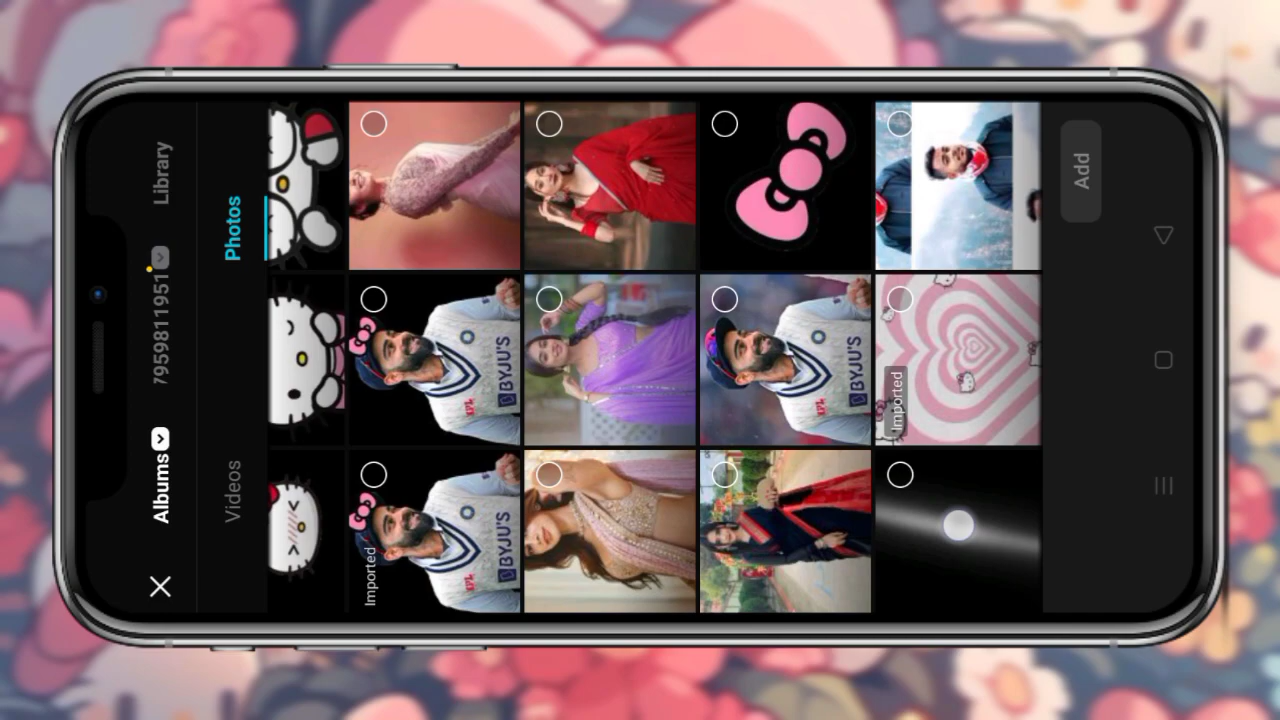 Albums 7959811951 Library
Videos Photos
Imported
BYJU'S
BYJU'S
BYJU'S
Imported
Add